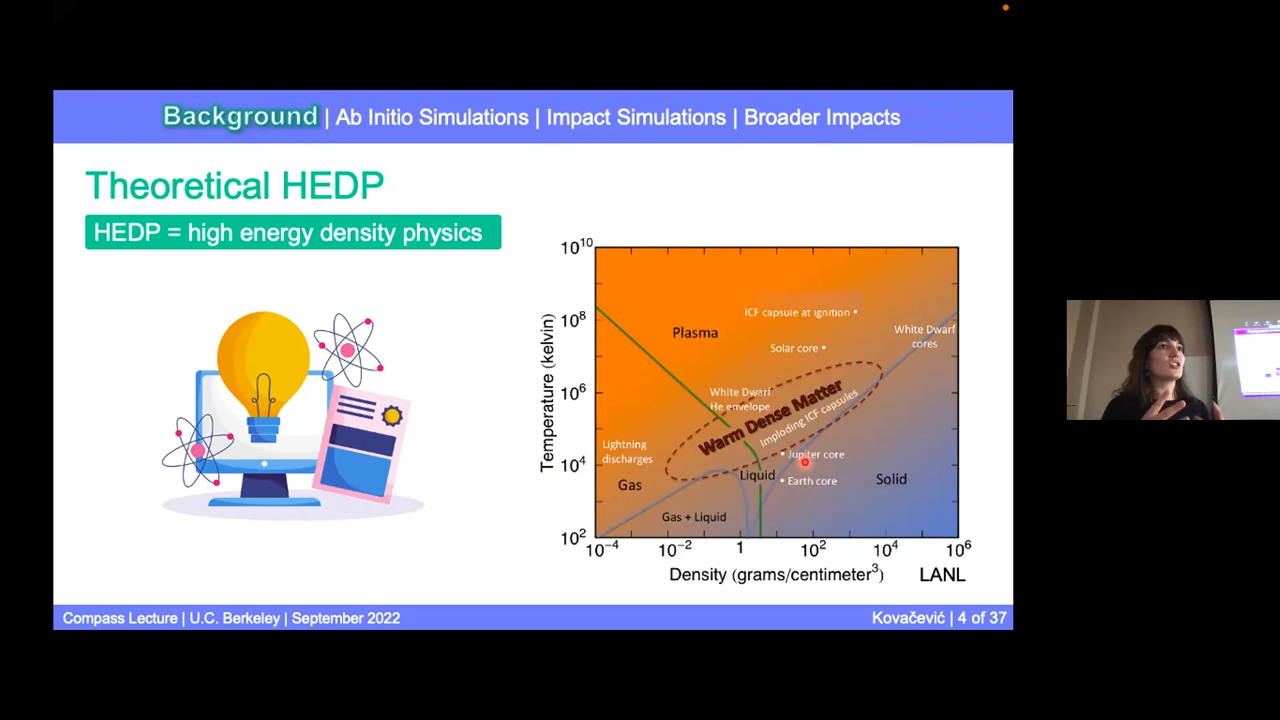 Background | Ab Initio Simulations | Impact Simulations | Broader Impacts
Theoretical HEDP
HEDP = high energy density physics
10^10
10^8
10^6
10^4
10^2
Temperature (kelvin)
ICF capsule at ignition
Plasma
White Dwarf
cores
Solar core
White Dwarf
He envelope
Warm Dense Matter
Imploding ICF capsules
Lightning
discharges
Jupiter core
Gas
Liquid
Earth core
Solid
Gas + Liquid
10^-4
10^-2
1
10^2
10^4
10^6
Density (grams/centimeter^3)
LANL
Compass Lecture | U.C. Berkeley | September 2022
Kovačević | 4 of 37